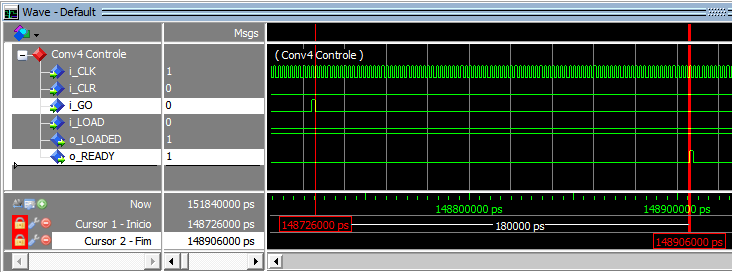 Wave - Default
Msgs
Conv4 Controle
( Conv4 Controle )
i_CLK 1
i_CLR 0
i_GO 0
i_LOAD 0
o_LOADED 1
o_READY 1
Now 151840000 ps 148800000 ps 148900000 ps
Cursor 1 - Inicio 148726000 ps 148726000 ps 180000 ps
Cursor 2 - Fim 148906000 ps 148906000 ps